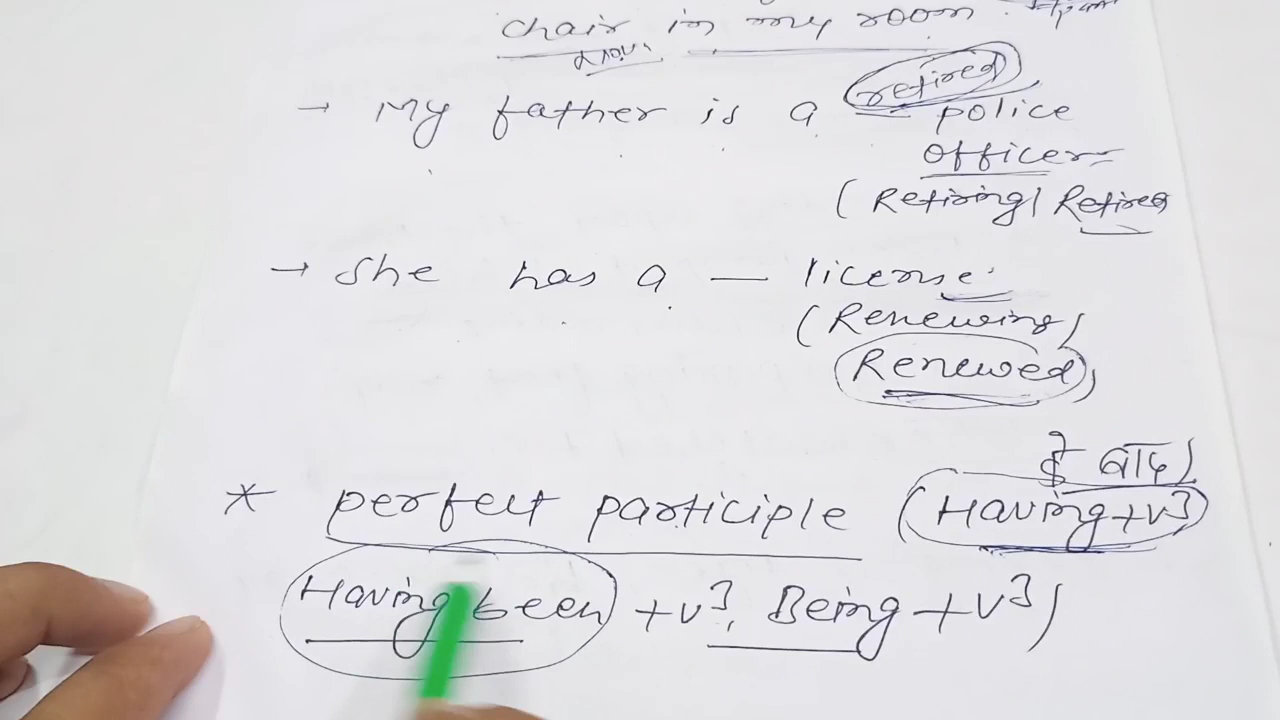 chair in my room.
retired
→ My father is a — police
officer
(Retiring/Retired
→ She has a — license.
(Renewing/
Renewed)
के बाद
* perfect participle (Having+v3)
Having been +v3, Being +v3)